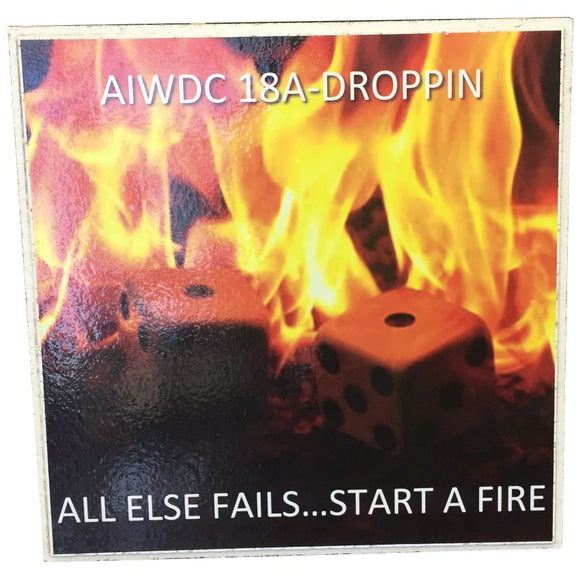 AIWDC 18A-DROPPIN
ALL ELSE FAILS...START A FIRE